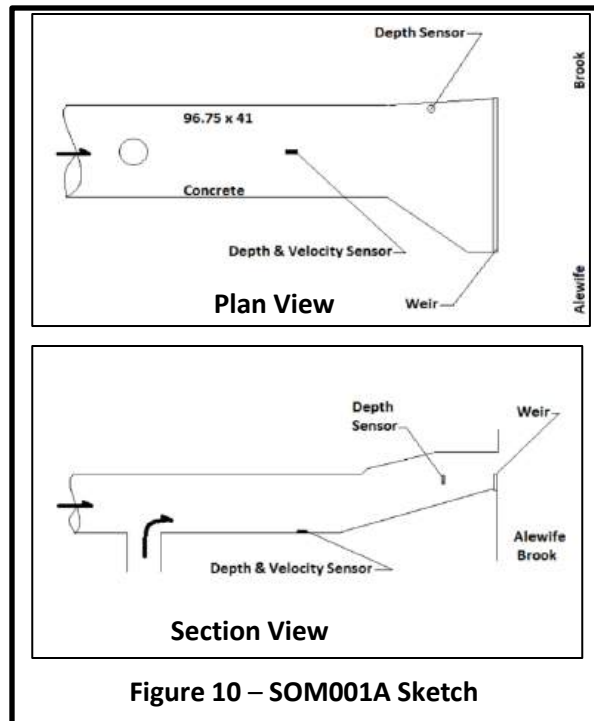 Depth Sensor
Brook
96.75 x 41
Concrete
Depth & Velocity Sensor
Plan View
Weir
Alewife
Depth
Sensor
Weir
Alewife
Brook
Depth & Velocity Sensor
Section View
Figure 10 – SOM001A Sketch